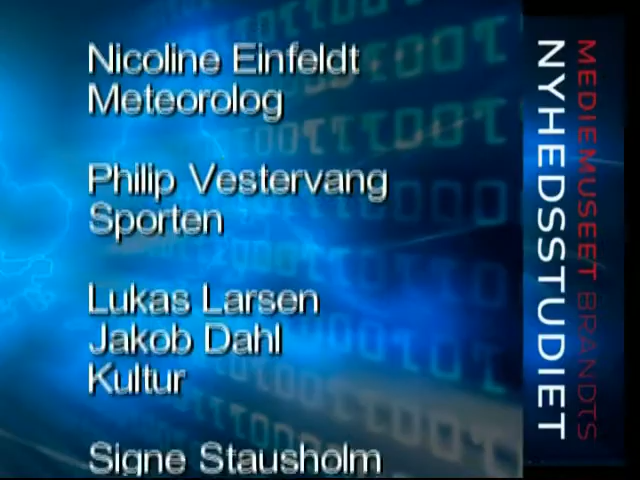 Nicoline Einfeldt
Meteorolog
Philip Vestervang
Sporten
Lukas Larsen
Jakob Dahl
Kultur
Signe Stausholm
MEDIEMUSEET BRANDTS
NYHEDSSTUDIET